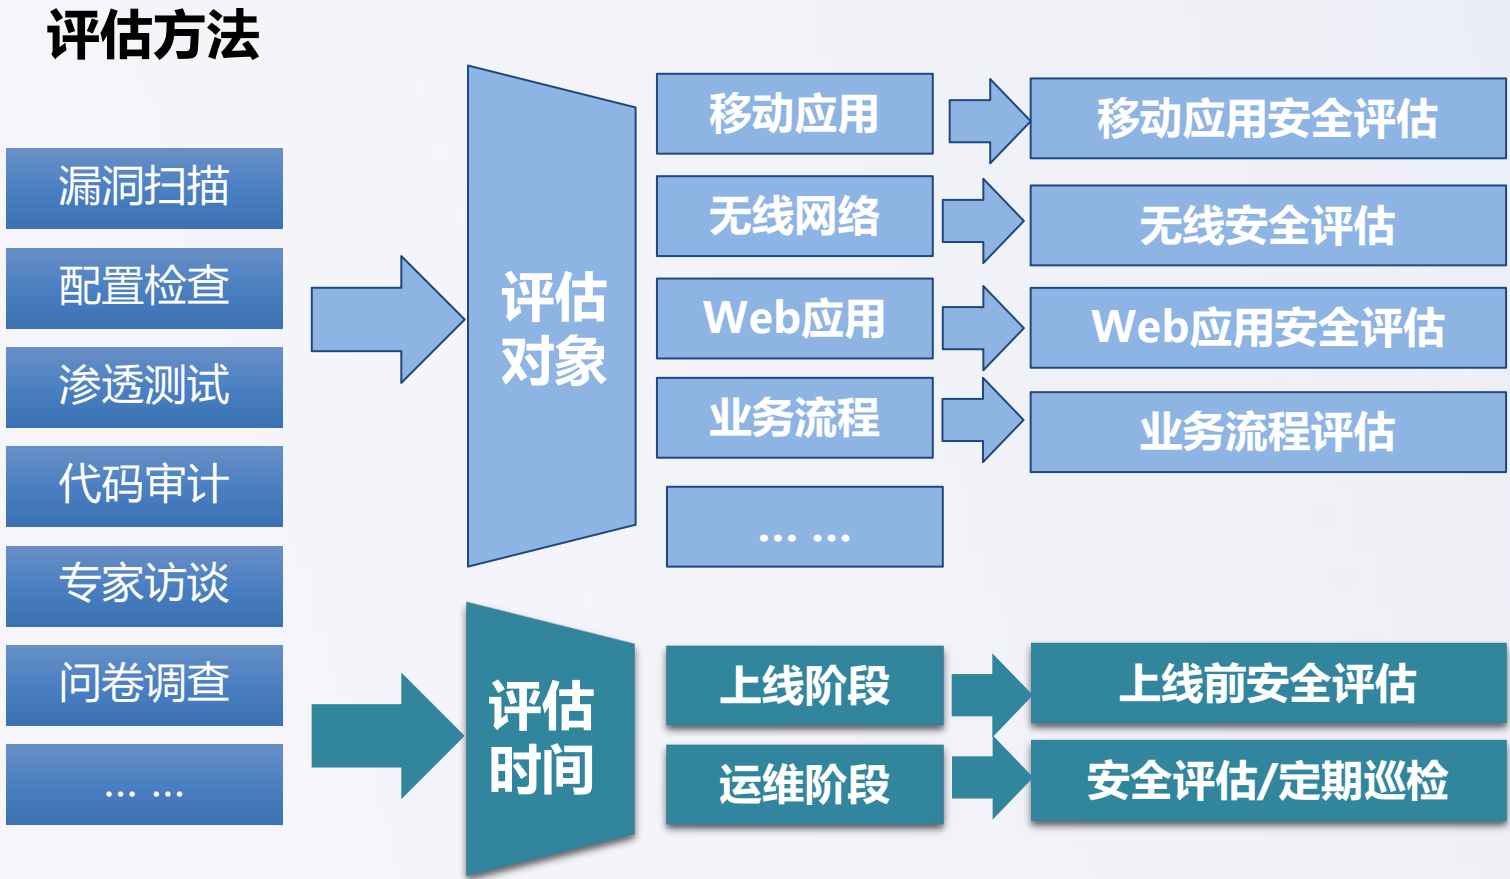 评估方法
漏洞扫描
配置检查
渗透测试
代码审计
专家访谈
问卷调查
... ...
评估
对象
移动应用
移动应用安全评估
无线网络
无线安全评估
Web应用
Web应用安全评估
业务流程
业务流程评估
... ...
评估
时间
上线阶段
上线前安全评估
运维阶段
安全评估/定期巡检